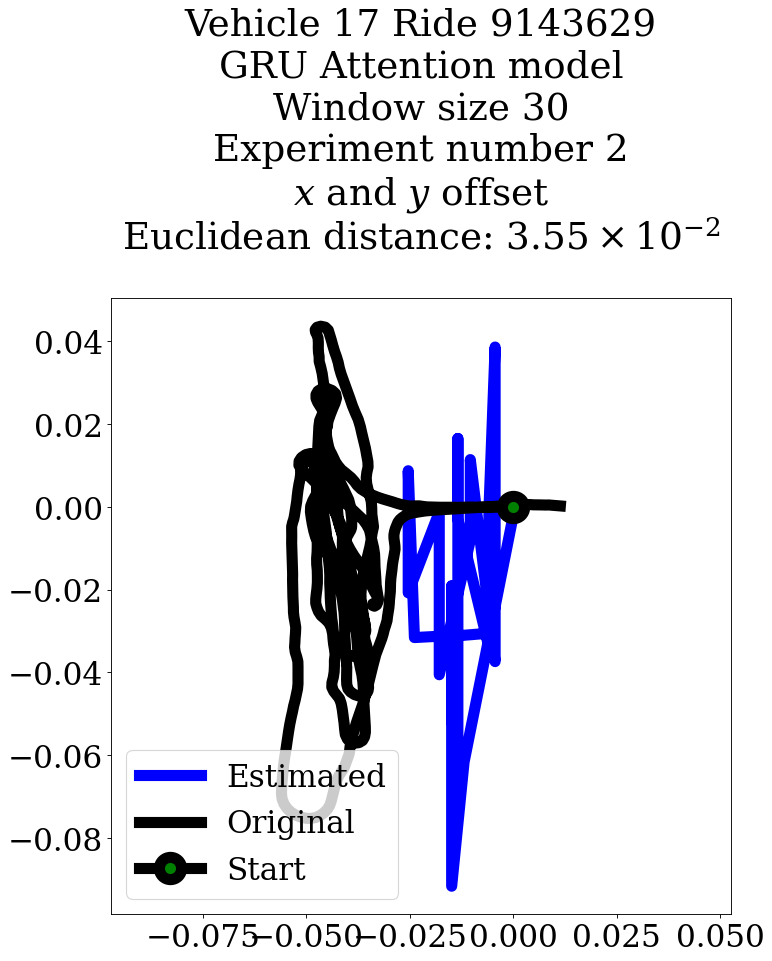 Vehicle 17 Ride 9143629
GRU Attention model
Window size 30
Experiment number 2
x and y offset
Euclidean distance: 3.55 × 10⁻²
0.04
0.02
0.00
−0.02
−0.04
−0.06
−0.08
Estimated
Original
Start
−0.075 −0.050 −0.025 0.000 0.025 0.050